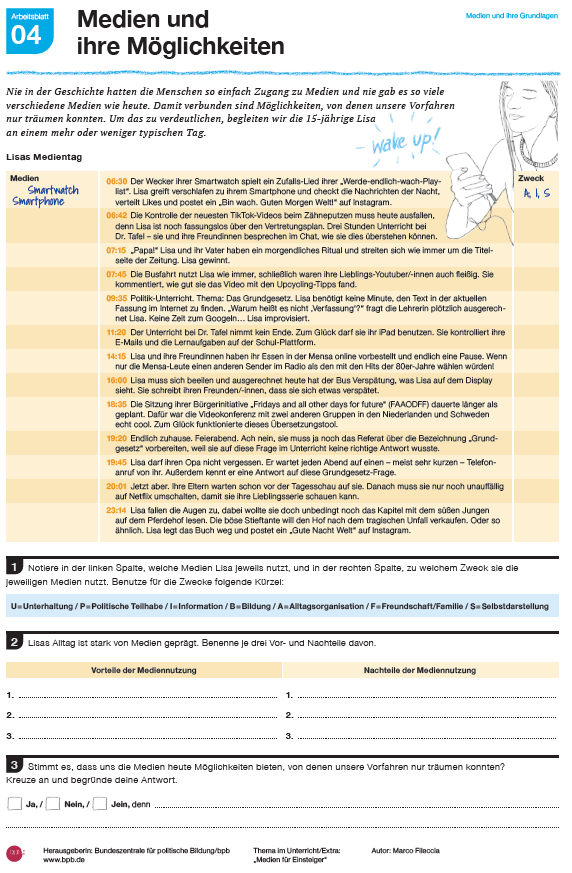 Arbeitsblatt
04
Medien und
ihre Möglichkeiten
Medien und ihre Grundlagen
Nie in der Geschichte hatten die Menschen so einfach Zugang zu Medien und nie gab es so viele
verschiedene Medien wie heute. Damit verbunden sind Möglichkeiten, von denen unsere Vorfahren
nur träumen konnten. Um das zu verdeutlichen, begleiten wir die 15-jährige Lisa
an einem mehr oder weniger typischen Tag.
wake up!
Lisas Medientag
Medien
Smartwatch
Smartphone
Zweck
A, I, S
06:30 Der Wecker ihrer Smartwatch spielt ein Zufalls-Lied ihrer „Werde-endlich-wach-Play-
list“. Lisa greift verschlafen zu ihrem Smartphone und checkt die Nachrichten der Nacht,
verteilt Likes und postet ein „Bin wach. Guten Morgen Welt!“ auf Instagram.
06:42 Die Kontrolle der neuesten TikTok-Videos beim Zähneputzen muss heute ausfallen,
denn Lisa ist noch fassungslos über den Vertretungsplan. Drei Stunden Unterricht bei
Dr. Tafel – sie und ihre Freundinnen besprechen im Chat, wie sie dies überstehen können.
07:15 „Papa!“ Lisa und ihr Vater haben ein morgendliches Ritual und streiten sich wie immer um die Titel-
seite der Zeitung. Lisa gewinnt.
07:45 Die Busfahrt nutzt Lisa wie immer, schließlich waren ihre Lieblings-Youtuber/-innen auch fleißig. Sie
kommentiert, wie gut sie das Video mit den Upcycling-Tipps fand.
09:35 Politik-Unterricht. Thema: Das Grundgesetz. Lisa benötigt keine Minute, den Text in der aktuellen
Fassung im Internet zu finden. „Warum heißt es nicht ‚Verfassung‘?“ fragt die Lehrerin plötzlich ausgerech-
net Lisa. Keine Zeit zum Googeln… Lisa improvisiert.
11:20 Der Unterricht bei Dr. Tafel nimmt kein Ende. Zum Glück darf sie ihr iPad benutzen. Sie kontrolliert ihre
E-Mails und die Lernaufgaben auf der Schul-Plattform.
14:15 Lisa und ihre Freundinnen haben ihr Essen in der Mensa online vorbestellt und endlich eine Pause. Wenn
nur die Mensa-Leute einen anderen Sender im Radio als den mit den Hits der 80er-Jahre wählen würden!
16:00 Lisa muss sich beeilen und ausgerechnet heute hat der Bus Verspätung, was Lisa auf dem Display
sieht. Sie schreibt ihren Freunden/-innen, dass sie sich etwas verspätet.
18:35 Die Sitzung ihrer Bürgerinitiative „Fridays and all other days for future“ (FAAODFF) dauerte länger als
geplant. Dafür war die Videokonferenz mit zwei anderen Gruppen in den Niederlanden und Schweden
echt cool. Zum Glück funktionierte dieses Übersetzungstool.
19:20 Endlich zuhause. Feierabend. Ach nein, sie muss ja noch das Referat über die Bezeichnung „Grund-
gesetz“ vorbereiten, weil sie auf diese Frage im Unterricht keine richtige Antwort wusste.
19:45 Lisa darf ihren Opa nicht vergessen. Er wartet jeden Abend auf einen – meist sehr kurzen – Telefon-
anruf von ihr. Außerdem kennt er eine Antwort auf diese Grundgesetz-Frage.
20:01 Jetzt aber. Ihre Eltern warten schon vor der Tagesschau auf sie. Danach muss sie nur noch unauffällig
auf Netflix umschalten, damit sie ihre Lieblingsserie schauen kann.
23:14 Lisa fallen die Augen zu, dabei wollte sie doch unbedingt noch das Kapitel mit dem süßen Jungen
auf dem Pferdehof lesen. Die böse Stieftante will den Hof nach dem tragischen Unfall verkaufen. Oder so
ähnlich. Lisa legt das Buch weg und postet ein „Gute Nacht Welt“ auf Instagram.
1 Notiere in der linken Spalte, welche Medien Lisa jeweils nutzt, und in der rechten Spalte, zu welchem Zweck sie die
jeweiligen Medien nutzt. Benutze für die Zwecke folgende Kürzel:
U=Unterhaltung / P=Politische Teilhabe / I=Information / B=Bildung / A=Alltagsorganisation / F=Freundschaft/Familie / S=Selbstdarstellung
2 Lisas Alltag ist stark von Medien geprägt. Benenne je drei Vor- und Nachteile davon.
Vorteile der Mediennutzung
Nachteile der Mediennutzung
1. 1.
2. 2.
3. 3.
3 Stimmt es, dass uns die Medien heute Möglichkeiten bieten, von denen unsere Vorfahren nur träumen konnten?
Kreuze an und begründe deine Antwort.
Ja, / Nein, / Jein, denn
Herausgeberin: Bundeszentrale für politische Bildung/bpb
www.bpb.de
Thema im Unterricht/Extra:
„Medien für Einsteiger“
Autor: Marco Fileccia